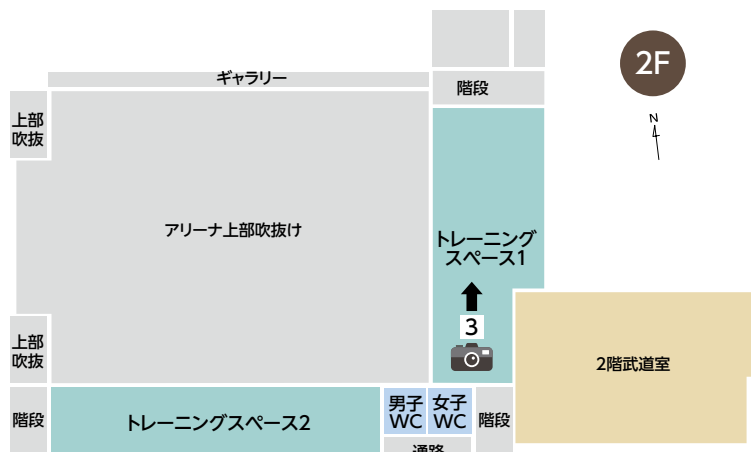 2F
N
ギャラリー
階段
上部
吹抜
アリーナ上部吹抜け
トレーニング
スペース1
3
上部
吹抜
2階武道室
階段
トレーニングスペース2
男子
WC
女子
WC
階段
通路